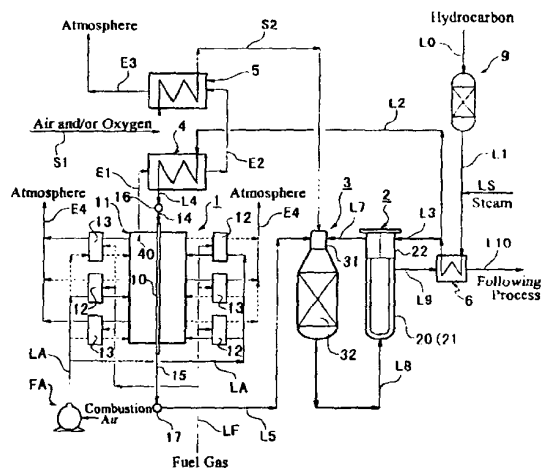 Hydrocarbon
Atmosphere
S2
L0
9
E3
5
L2
Air and/or Oxygen
4
S1
E1
E2
L1
L4
LS
Steam
16
Atmosphere
11
14
1
12
Atmosphere
3
2
E4
13
E4
L7
L3
L10
40
31
22
10
6
Following
Process
12
13
L9
32
20 (21
13
12
LA
15
LA
L8
FA
Combustion
Air
17
L5
LF
Fuel Gas